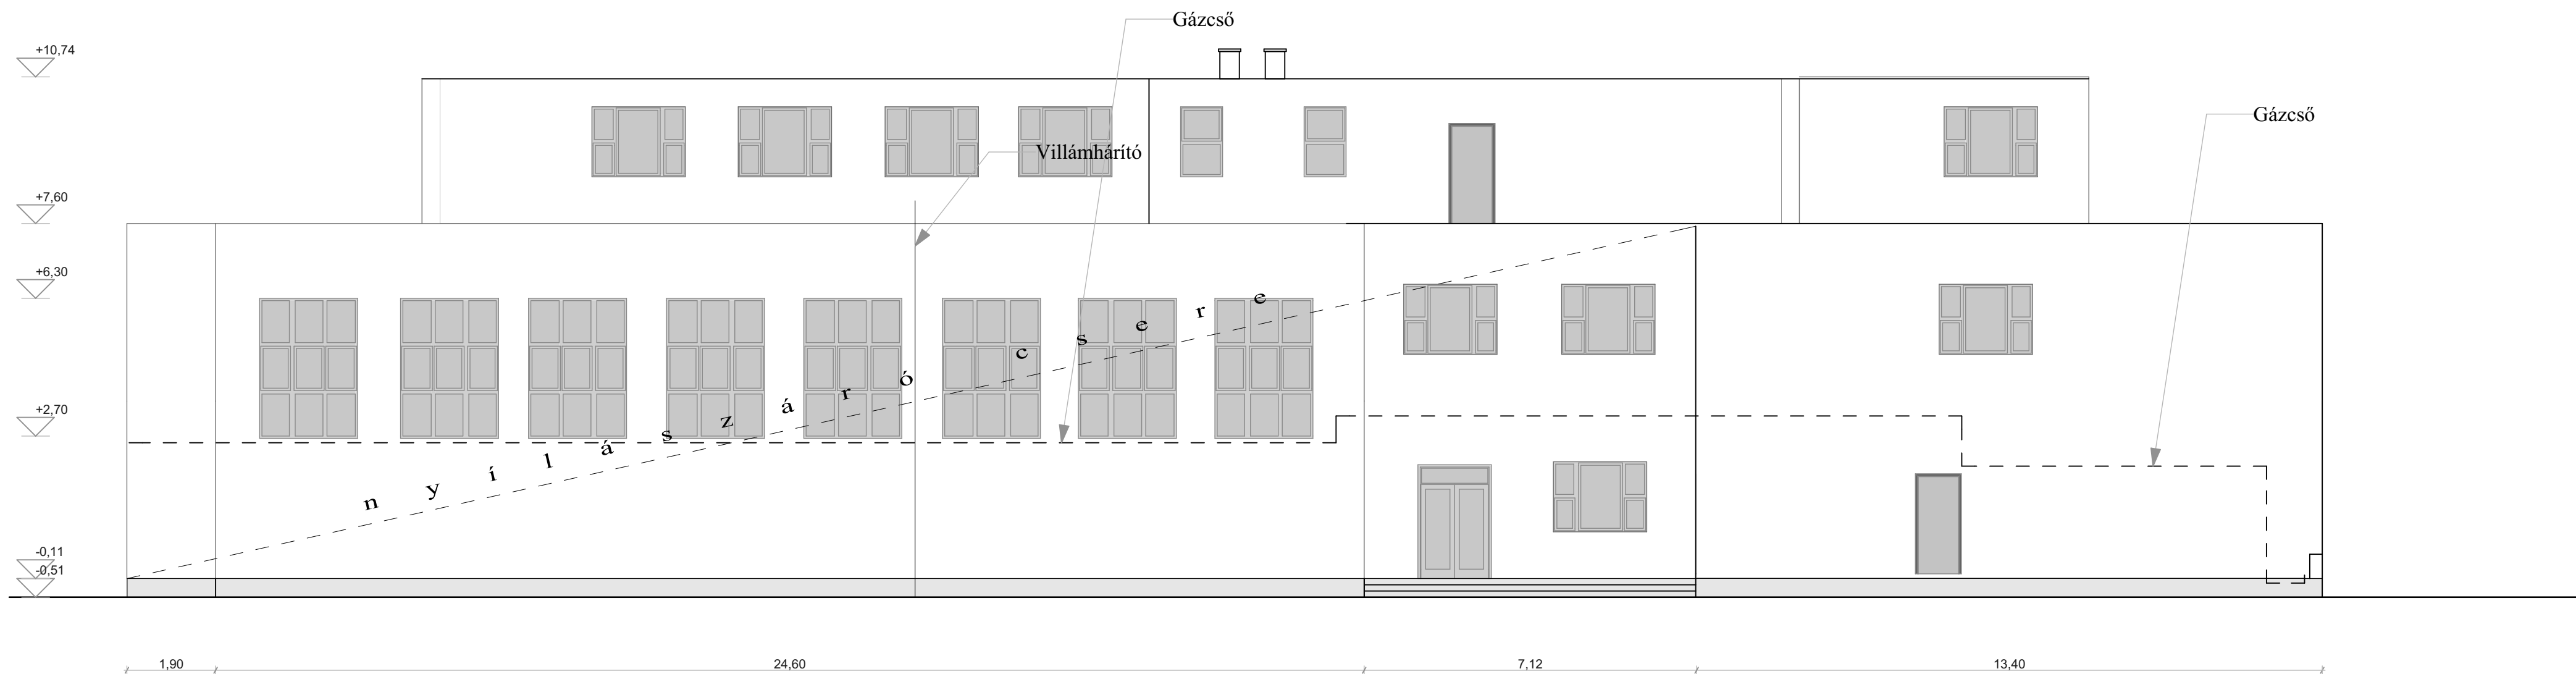 Gázcső
+10,74
Gázcső
Villámhárító
+7,60
+6,30
nyílászárócsere
+2,70
-0,11
-0,51
1,90
24,60
7,12
13,40